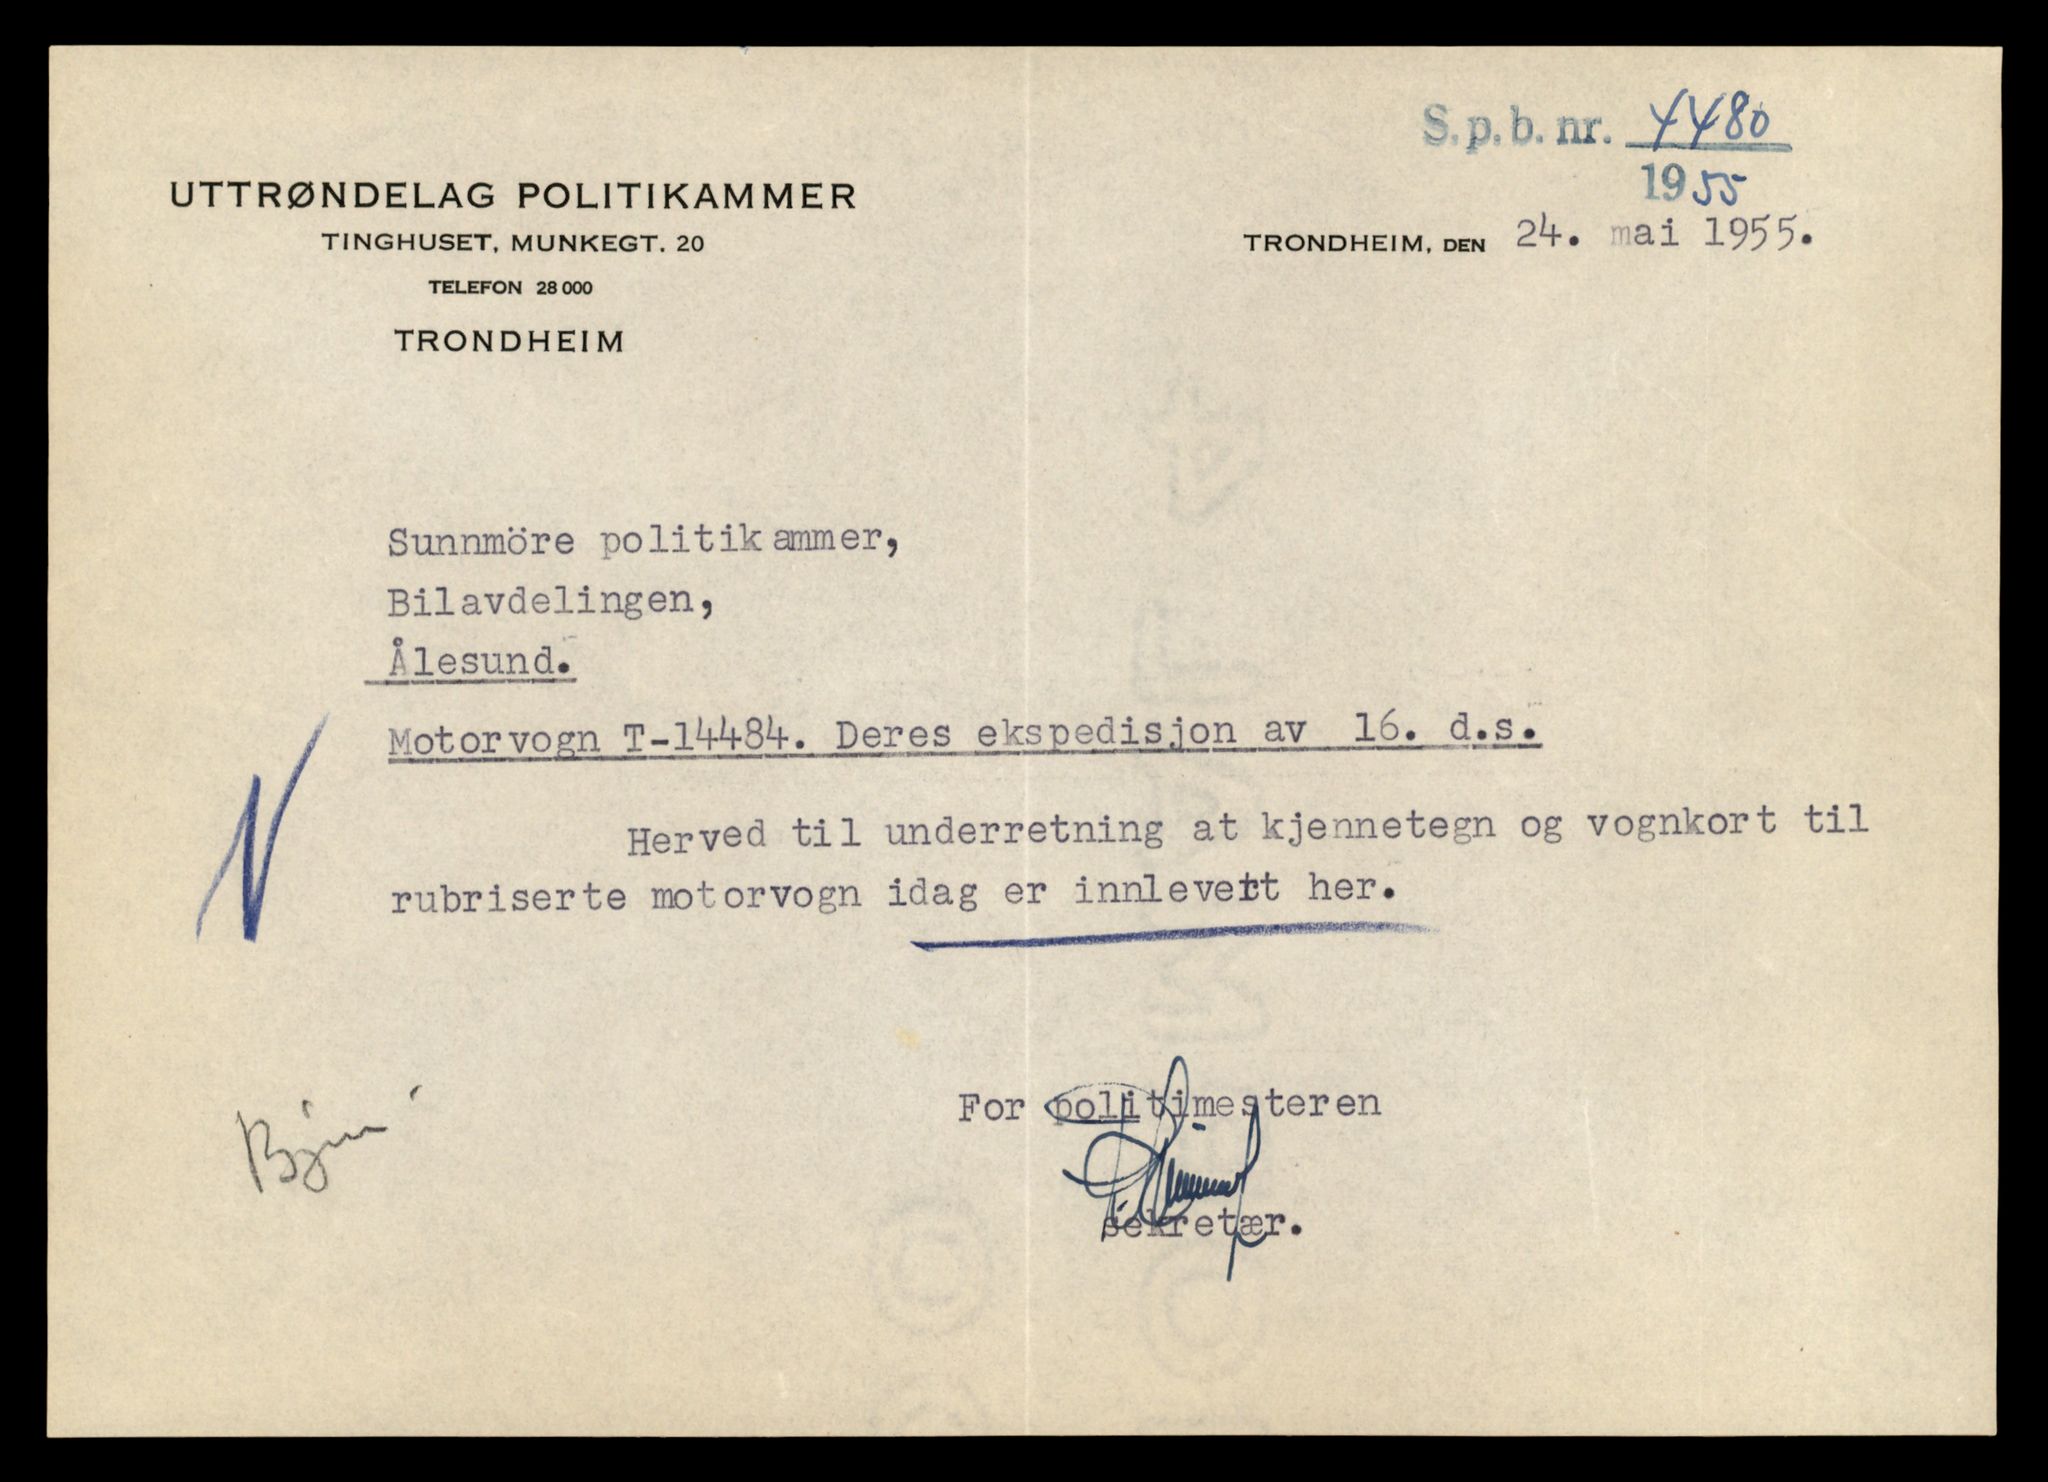 S.p.b. nr. 4480
1955
UTTRØNDELAG POLITIKAMMER
TINGHUSET, MUNKEGT. 20
TELEFON 28 000
TRONDHEIM
TRONDHEIM, DEN 24. mai 1955.
Sunnmöre politikammer,
Bilavdelingen,
Ålesund.
Motorvogn T-14484. Deres ekspedisjon av 16. d.s.
Herved til underretning at kjennetegn og vognkort til
rubriserte motorvogn idag er innlevert her.
For politimesteren
sekretær.